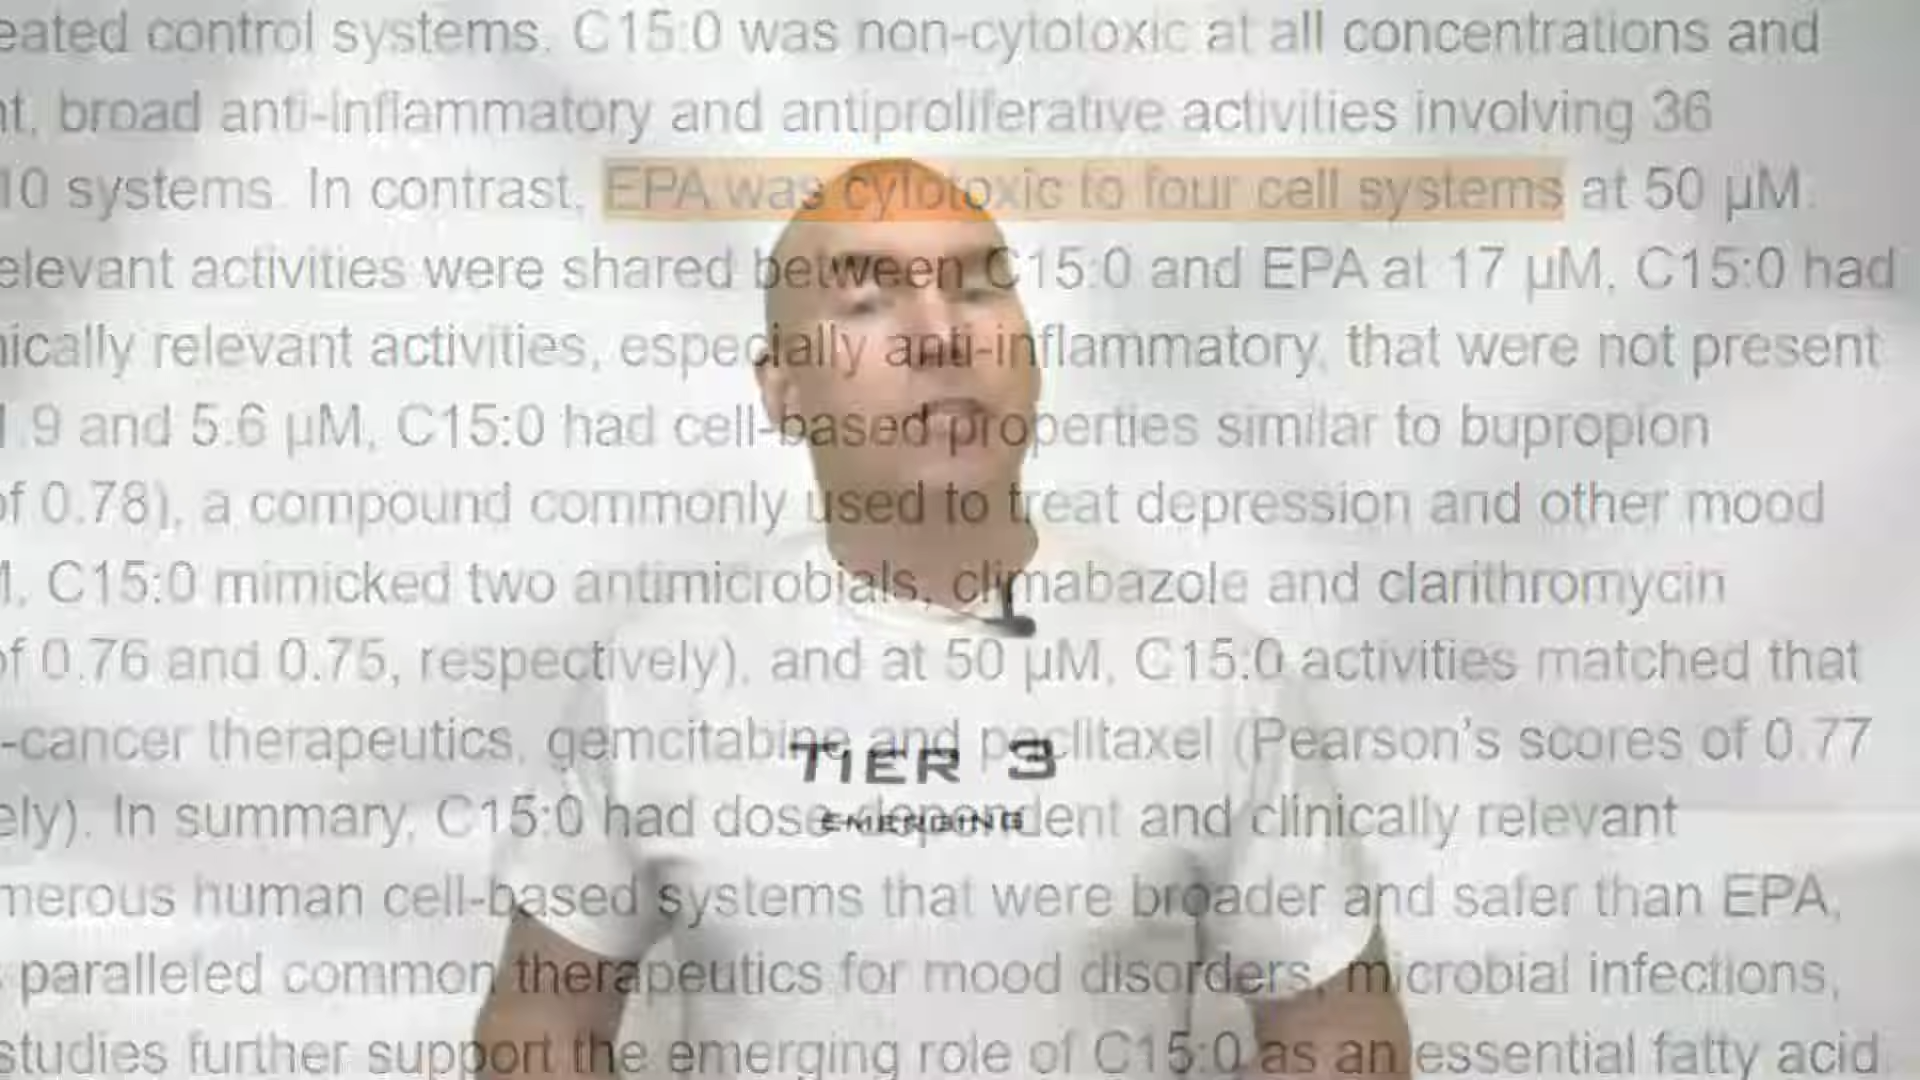 eated control systems. C15:0 was non-cytotoxic at all concentrations and
nt, broad anti-inflammatory and antiproliferative activities involving 36
10 systems. In contrast, EPA was cytotoxic to four cell systems at 50 µM.
elevant activities were shared between C15:0 and EPA at 17 µM, C15:0 had
nically relevant activities, especially anti-inflammatory, that were not present
1.9 and 5.6 µM, C15:0 had cell-based properties similar to bupropion
of 0.78), a compound commonly used to treat depression and other mood
C15:0 mimicked two antimicrobials, climabazole and clarithromycin
of 0.76 and 0.75, respectively), and at 50 µM, C15:0 activities matched that
-cancer therapeutics, gemcitabine and paclitaxel (Pearson's scores of 0.77
TIER 3
ely). In summary, C15:0 had dose-dependent and clinically relevant
EMERGING
merous human cell-based systems that were broader and safer than EPA,
paralleled common therapeutics for mood disorders, microbial infections,
studies further support the emerging role of C15:0 as an essential fatty acid